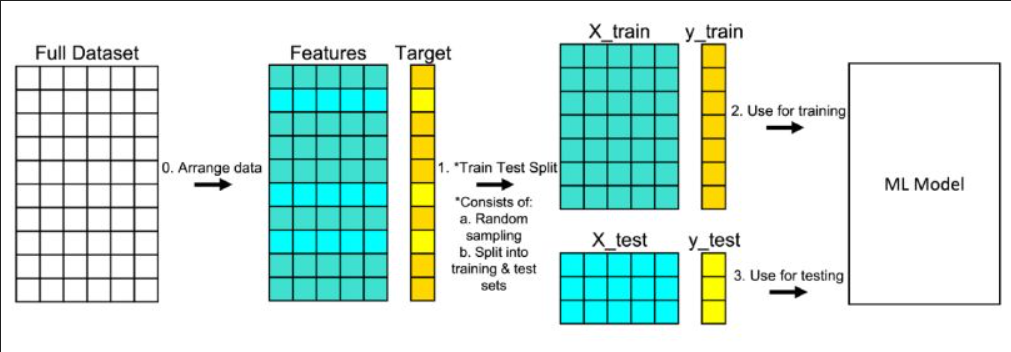 Full Dataset
Features
Target
X_train
y_train
0. Arrange data
1. *Train Test Split
*Consists of:
a. Random
sampling
b. Split into
training & test
sets
2. Use for training
ML Model
X_test
y_test
3. Use for testing